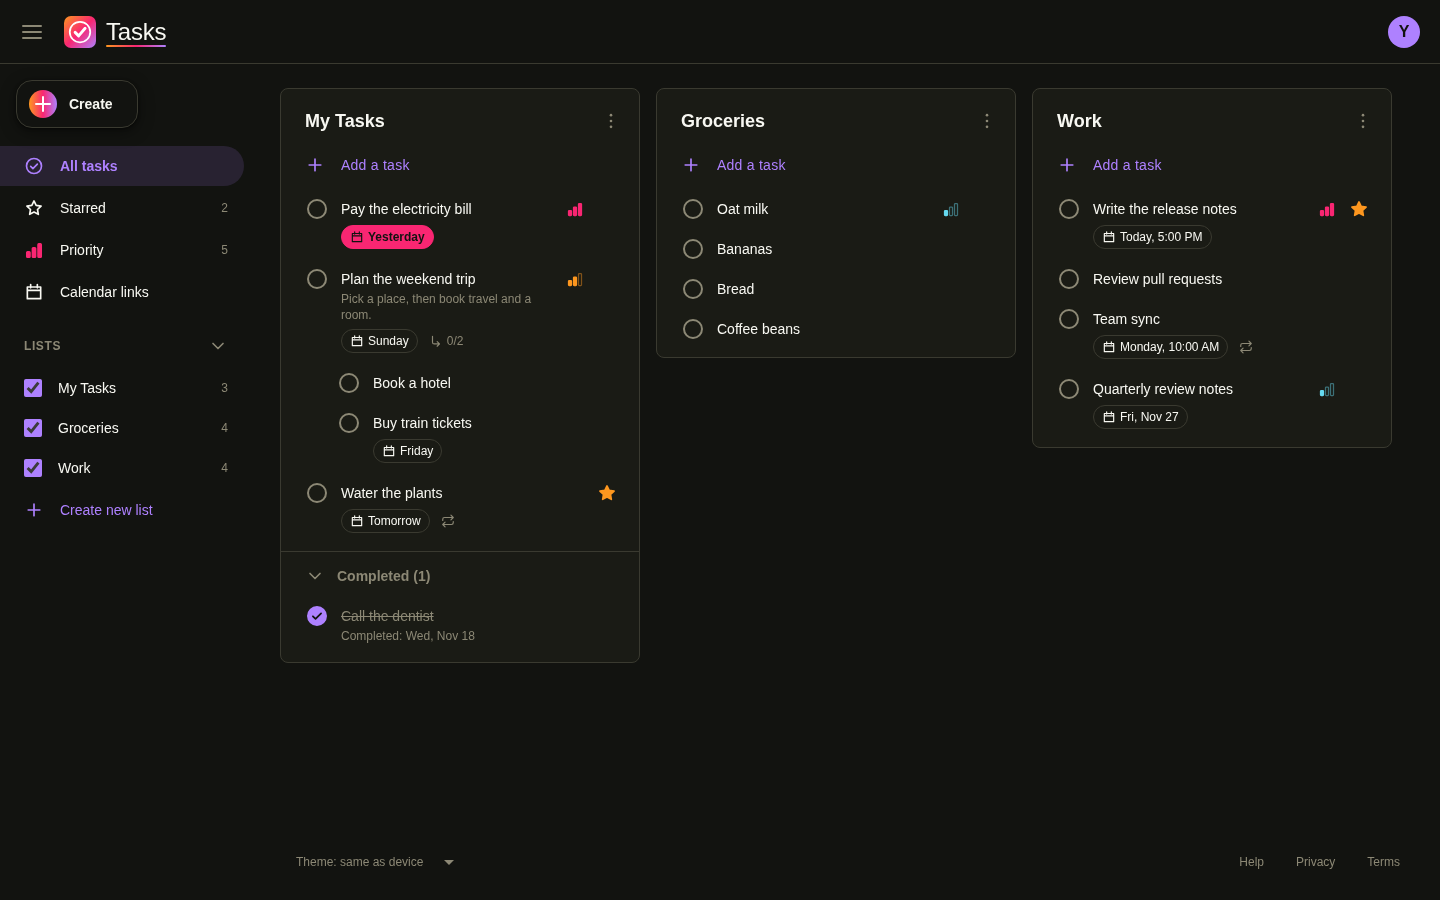 Tasks
Y
Create
All tasks
Starred 2
Priority 5
Calendar links
LISTS
My Tasks 3
Groceries 4
Work 4
Create new list
My Tasks
Add a task
Pay the electricity bill
Yesterday
Plan the weekend trip
Pick a place, then book travel and a
room.
Sunday 0/2
Book a hotel
Buy train tickets
Friday
Water the plants
Tomorrow
Completed (1)
Call the dentist
Completed: Wed, Nov 18
Groceries
Add a task
Oat milk
Bananas
Bread
Coffee beans
Work
Add a task
Write the release notes
Today, 5:00 PM
Review pull requests
Team sync
Monday, 10:00 AM
Quarterly review notes
Fri, Nov 27
Theme: same as device
Help Privacy Terms